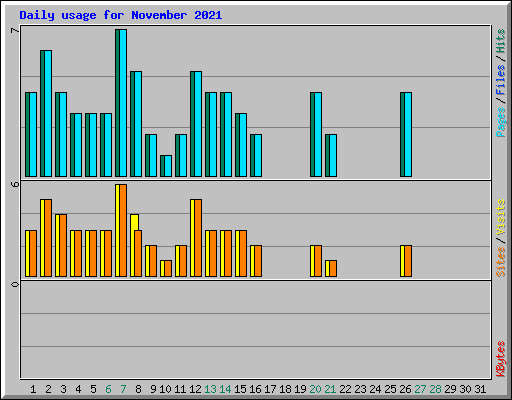 Daily usage for November 2021
7
6
0
Pages / Files / Hits
Sites / Visits
KBytes
1 2 3 4 5 6 7 8 9 10 11 12 13 14 15 16 17 18 19 20 21 22 23 24 25 26 27 28 29 30 31